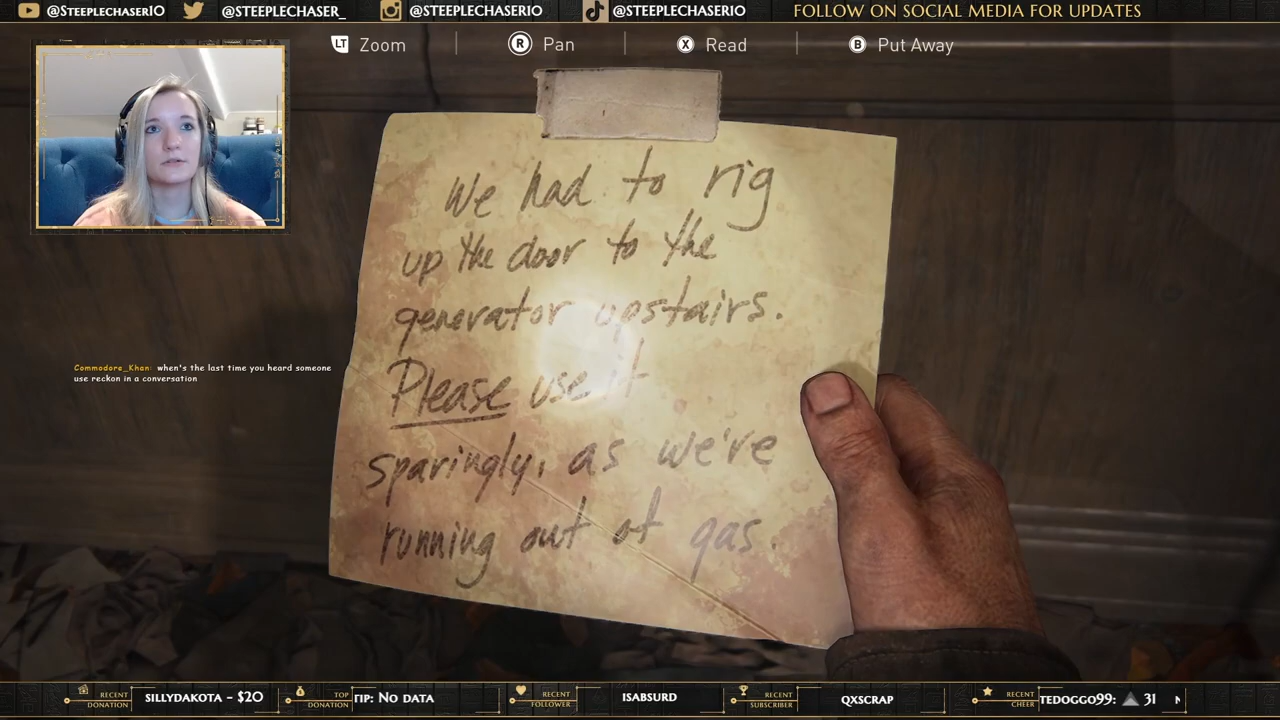 @SteeplechaserIO @STEEPLECHASER_ @SteeplechaserIO @SteeplechaserIO FOLLOW ON SOCIAL MEDIA FOR UPDATES
LT Zoom | R Pan | X Read | B Put Away
We had to rig
up the door to the
generator upstairs.
Please use it
sparingly, as we're
running out of gas.
Commodore_Khan: when's the last time you heard someone
use reckon in a conversation
RECENT DONATION SILLYDAKOTA - $20 TOP DONATION TIP: NO DATA RECENT FOLLOWER ISABSURD RECENT SUBSCRIBER QXSCRAP RECENT CHEER TEDOGGO99: 31